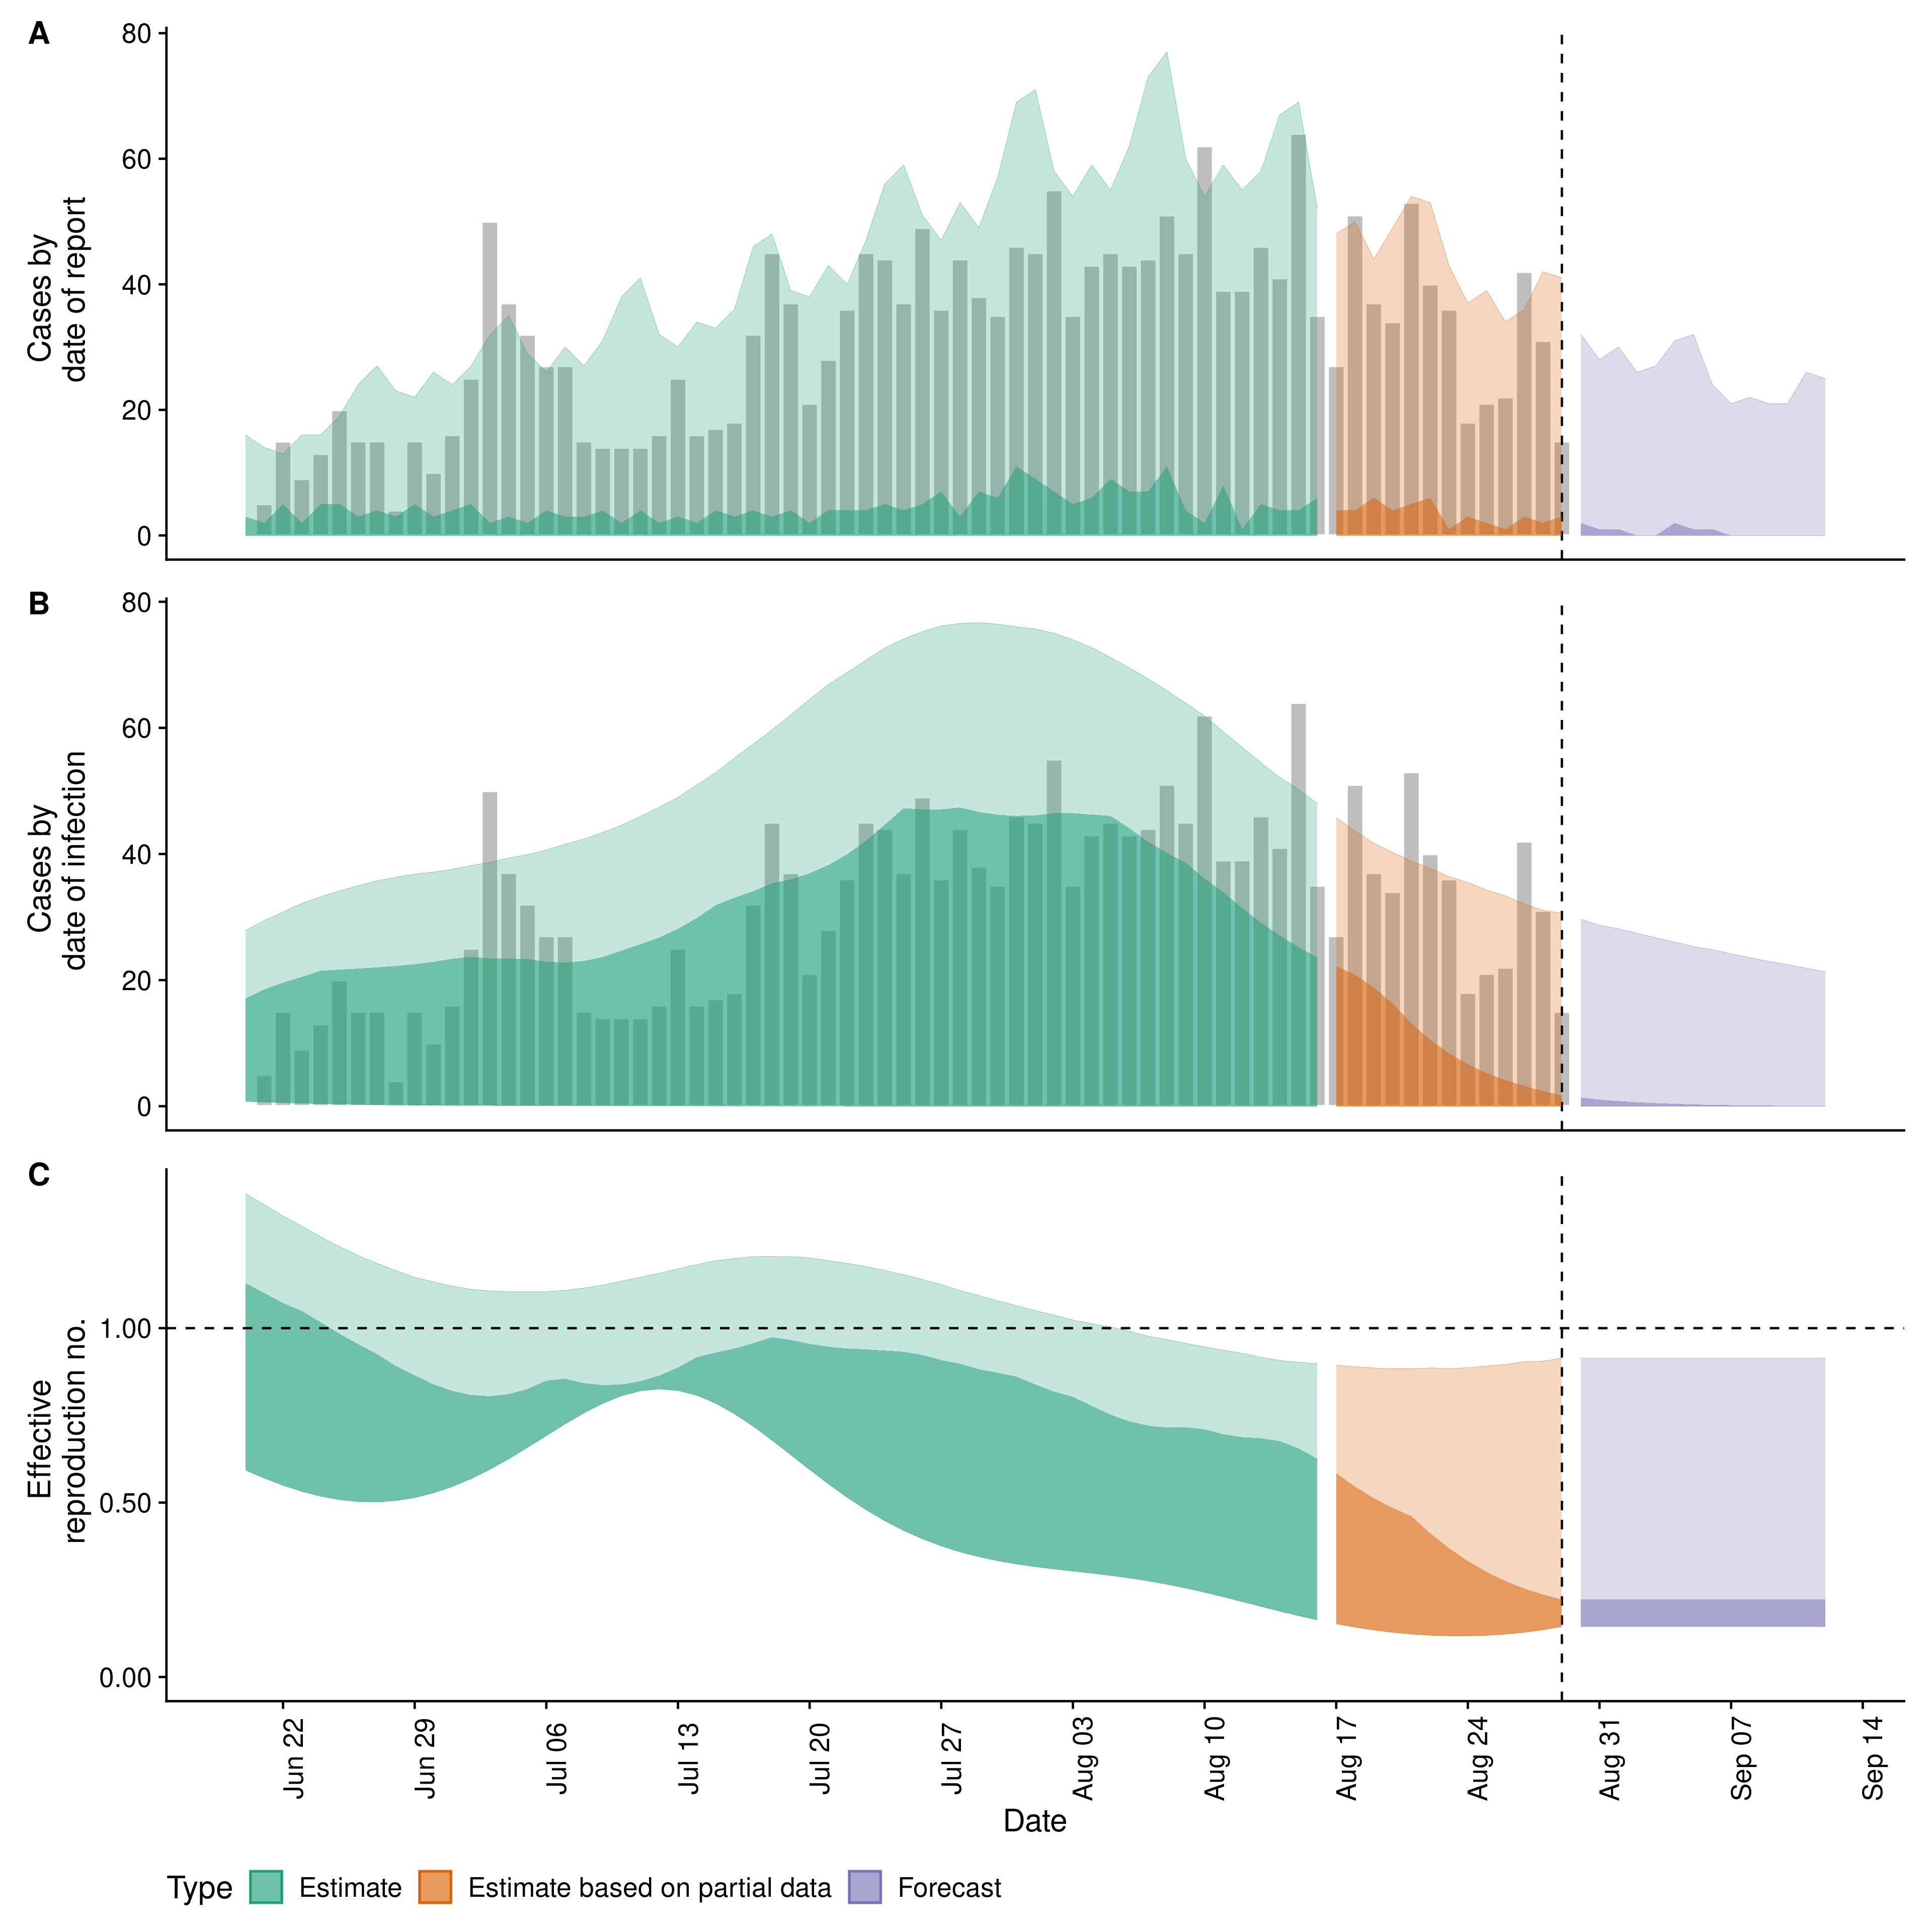 A
80
60
40
20
0
Cases by
date of report
B
80
60
40
20
0
Cases by
date of infection
C
1.00
0.50
0.00
Effective
reproduction no.
Jun 22
Jun 29
Jul 06
Jul 13
Jul 20
Jul 27
Aug 03
Aug 10
Aug 17
Aug 24
Aug 31
Sep 07
Sep 14
Date
Type Estimate Estimate based on partial data Forecast